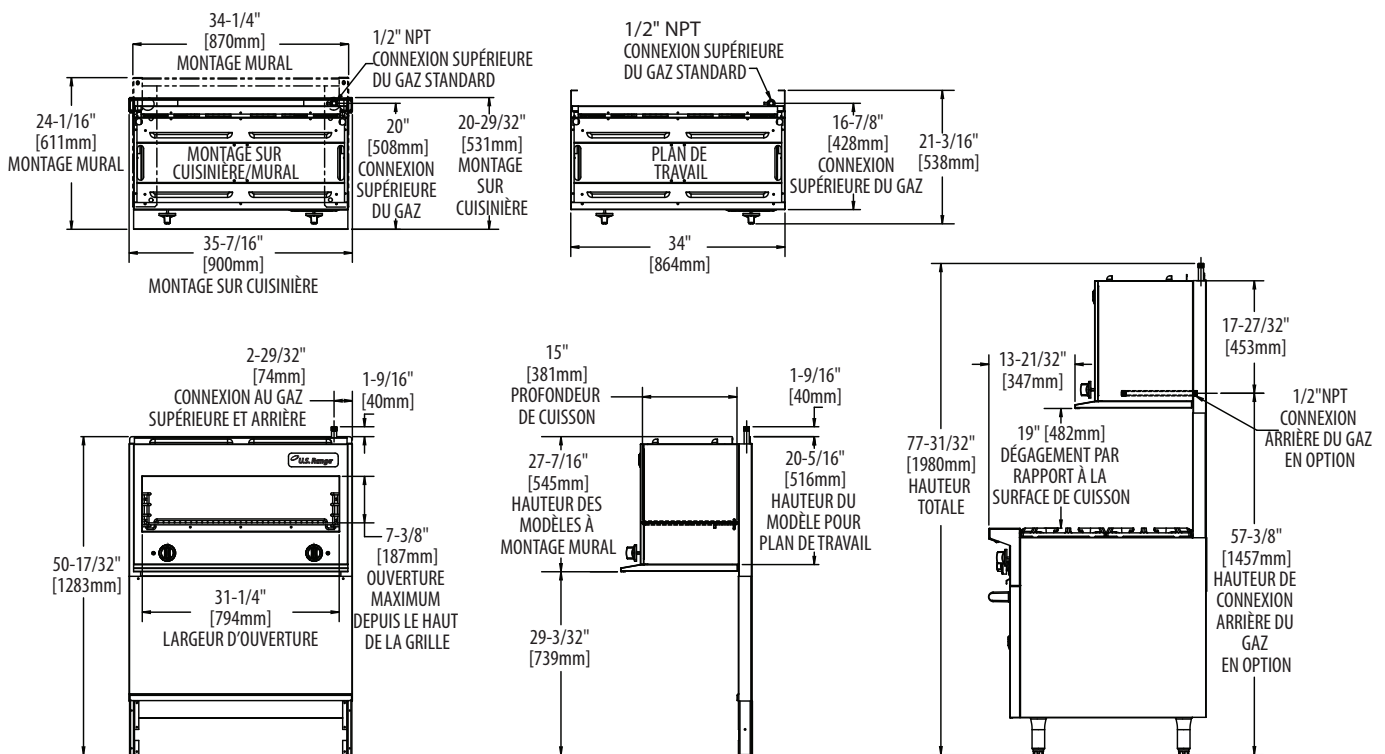 34-1/4"
[870mm]
MONTAGE MURAL
1/2" NPT
CONNEXION SUPÉRIEURE
DU GAZ STANDARD
24-1/16"
[611mm]
MONTAGE MURAL
MONTAGE SUR
CUISINIÈRE/MURAL
20"
[508mm]
CONNEXION
SUPÉRIEURE
DU GAZ
20-29/32"
[531mm]
MONTAGE
SUR
CUISINIÈRE
35-7/16"
[900mm]
MONTAGE SUR CUISINIÈRE
1/2" NPT
CONNEXION SUPÉRIEURE
DU GAZ STANDARD
PLAN DE
TRAVAIL
16-7/8"
[428mm]
CONNEXION
SUPÉRIEURE DU GAZ
21-3/16"
[538mm]
34"
[864mm]
2-29/32"
[74mm]
CONNEXION AU GAZ
SUPÉRIEURE ET ARRIÈRE
1-9/16"
[40mm]
U.S. Range
50-17/32"
[1283mm]
31-1/4"
[794mm]
LARGEUR D'OUVERTURE
7-3/8"
[187mm]
OUVERTURE
MAXIMUM
DEPUIS LE HAUT
DE LA GRILLE
15"
[381mm]
PROFONDEUR
DE CUISSON
1-9/16"
[40mm]
27-7/16"
[545mm]
HAUTEUR DES
MODÈLES À
MONTAGE MURAL
20-5/16"
[516mm]
HAUTEUR DU
MODÈLE POUR
PLAN DE TRAVAIL
29-3/32"
[739mm]
13-21/32"
[347mm]
17-27/32"
[453mm]
1/2"NPT
CONNEXION
ARRIÈRE DU GAZ
EN OPTION
77-31/32"
[1980mm]
HAUTEUR
TOTALE
19" [482mm]
DÉGAGEMENT PAR
RAPPORT À LA
SURFACE DE CUISSON
57-3/8"
[1457mm]
HAUTEUR DE
CONNEXION
ARRIÈRE DU
GAZ
EN OPTION